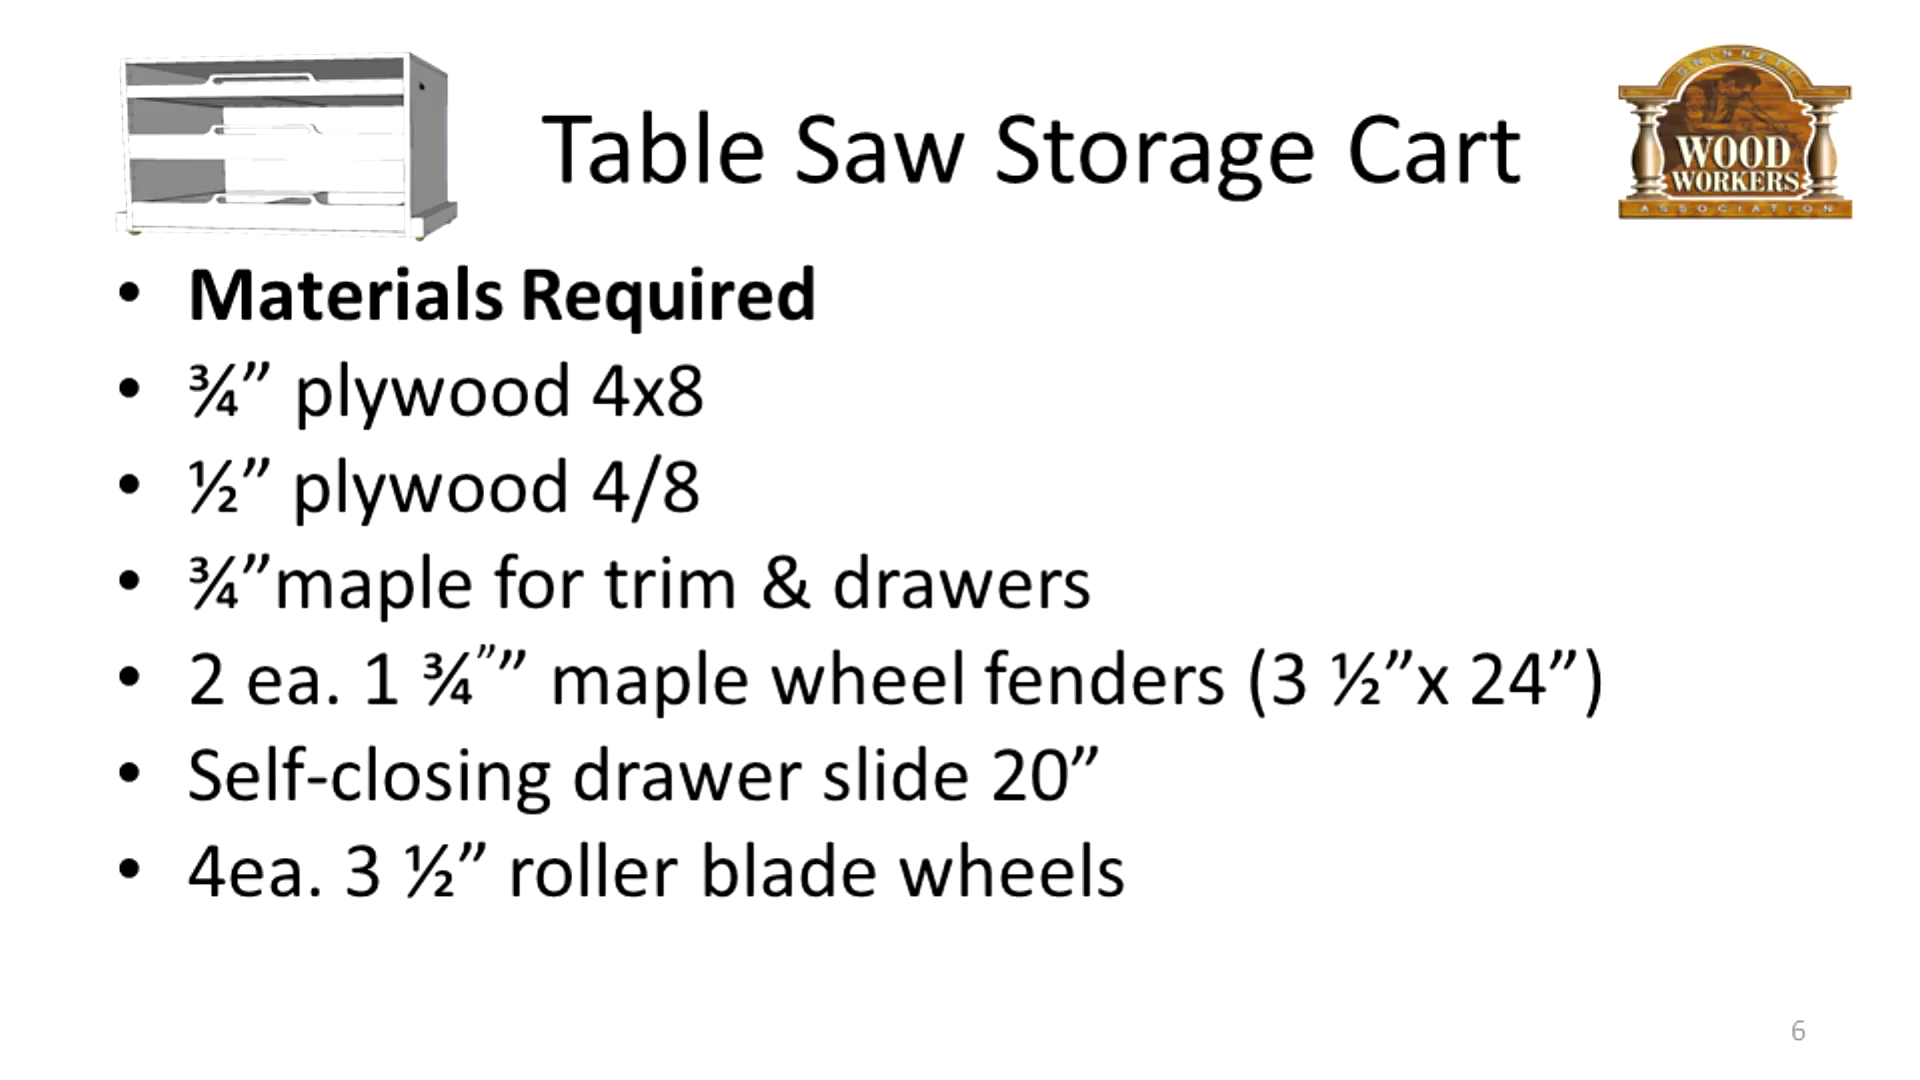 Table Saw Storage Cart
GWINNETT
WOOD
WORKERS
ASSOCIATION
• Materials Required
• ¾” plywood 4x8
• ½” plywood 4/8
• ¾”maple for trim & drawers
• 2 ea. 1 ¾”” maple wheel fenders (3 ½”x 24”)
• Self-closing drawer slide 20”
• 4ea. 3 ½” roller blade wheels
6